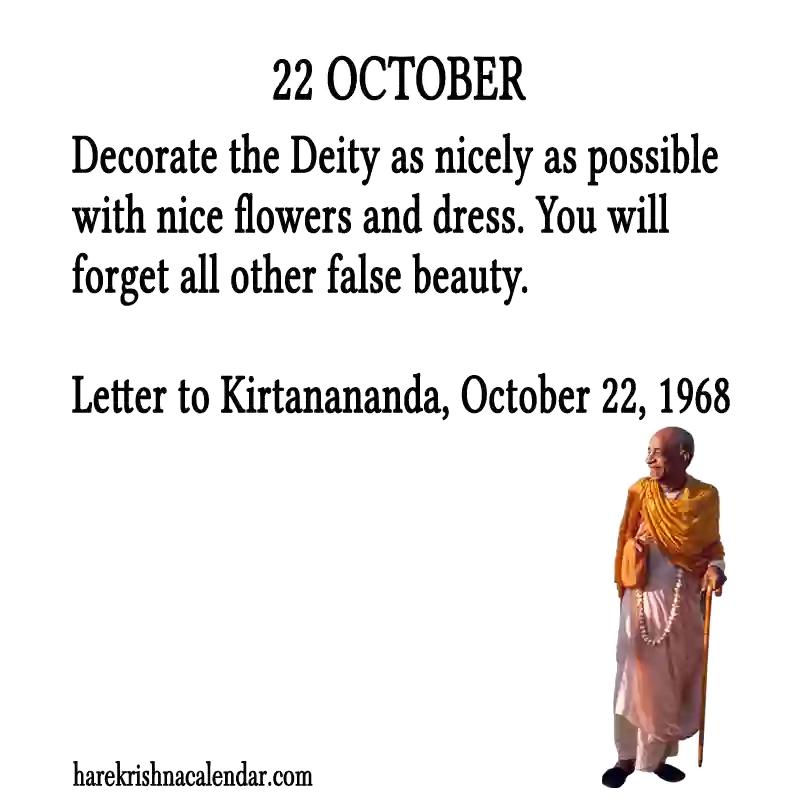 22 OCTOBER
Decorate the Deity as nicely as possible
with nice flowers and dress. You will
forget all other false beauty.
Letter to Kirtanananda, October 22, 1968
harekrishnacalendar.com